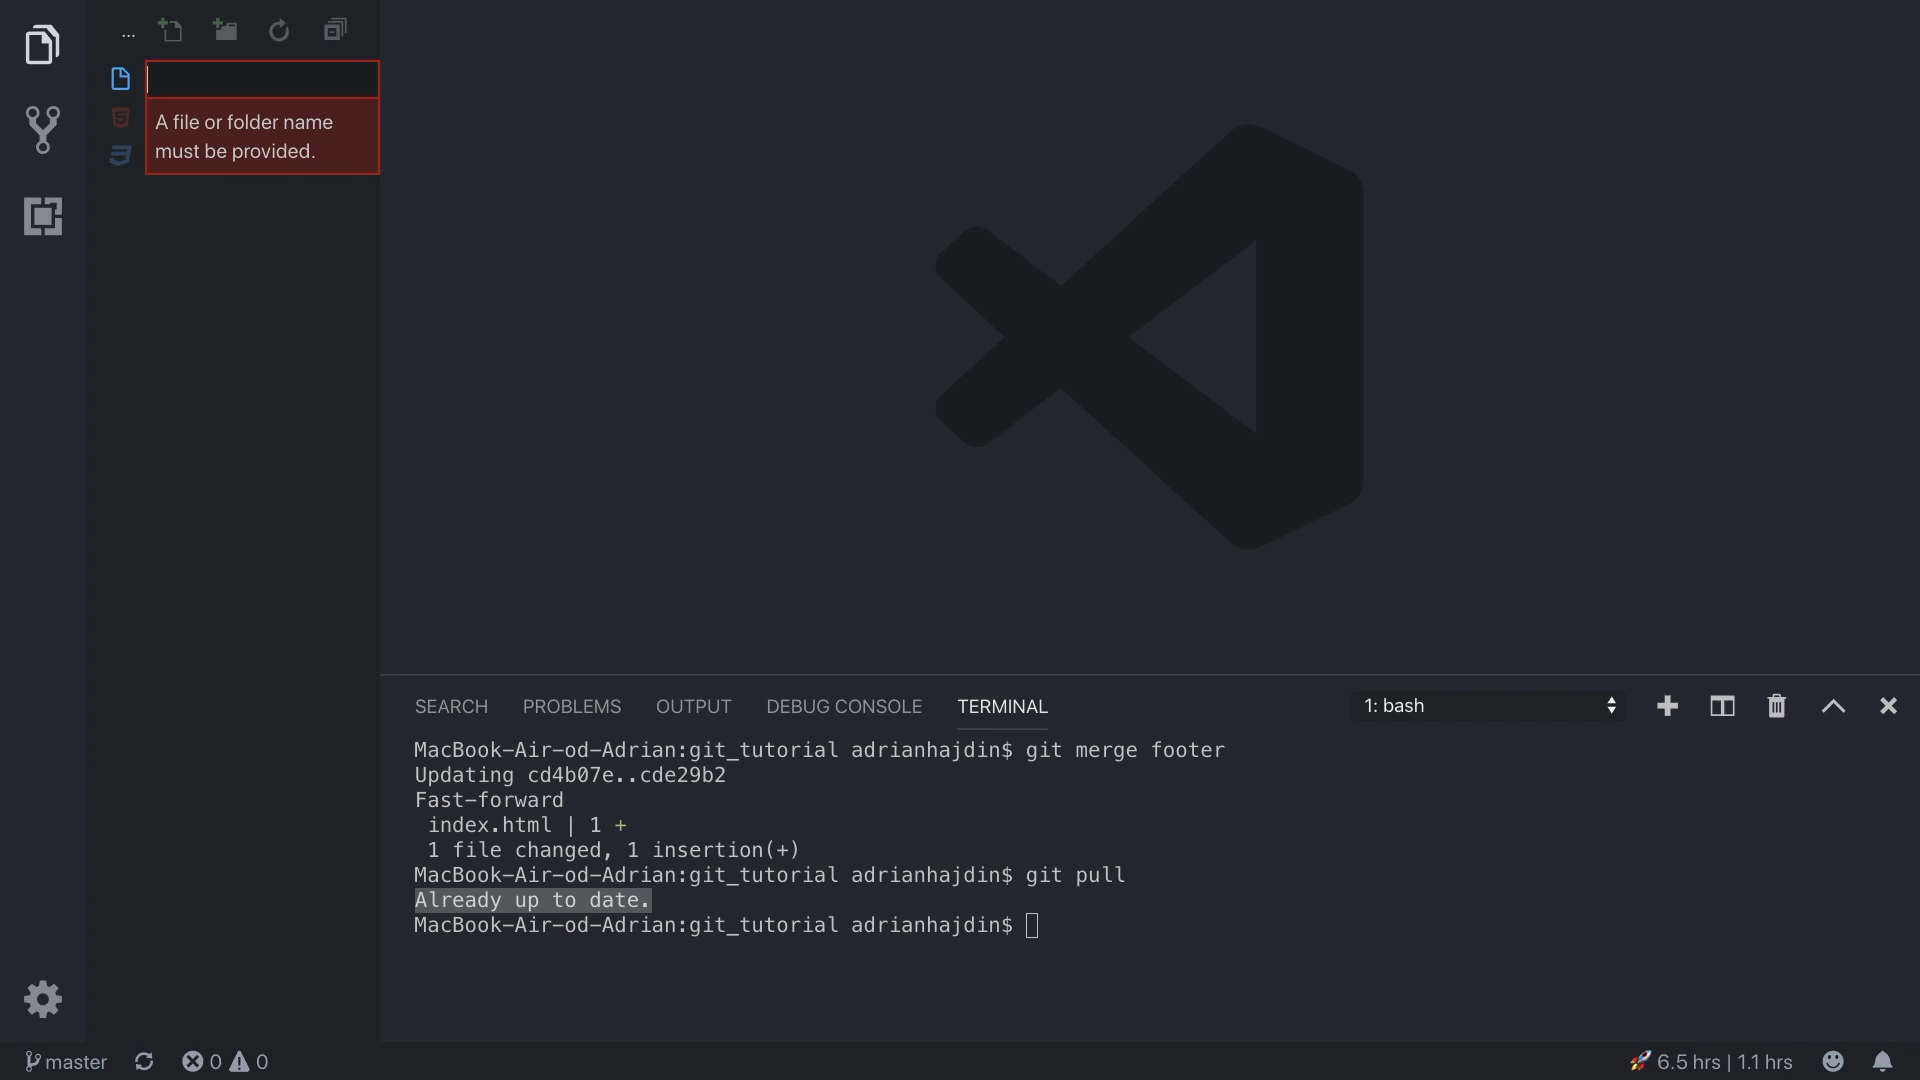 ...
A file or folder name
must be provided.
SEARCH PROBLEMS OUTPUT DEBUG CONSOLE TERMINAL 1: bash
MacBook-Air-od-Adrian:git_tutorial adrianhajdin$ git merge footer
Updating cd4b07e..cde29b2
Fast-forward
 index.html | 1 +
 1 file changed, 1 insertion(+)
MacBook-Air-od-Adrian:git_tutorial adrianhajdin$ git pull
Already up to date.
MacBook-Air-od-Adrian:git_tutorial adrianhajdin$
master 0 0 6.5 hrs | 1.1 hrs